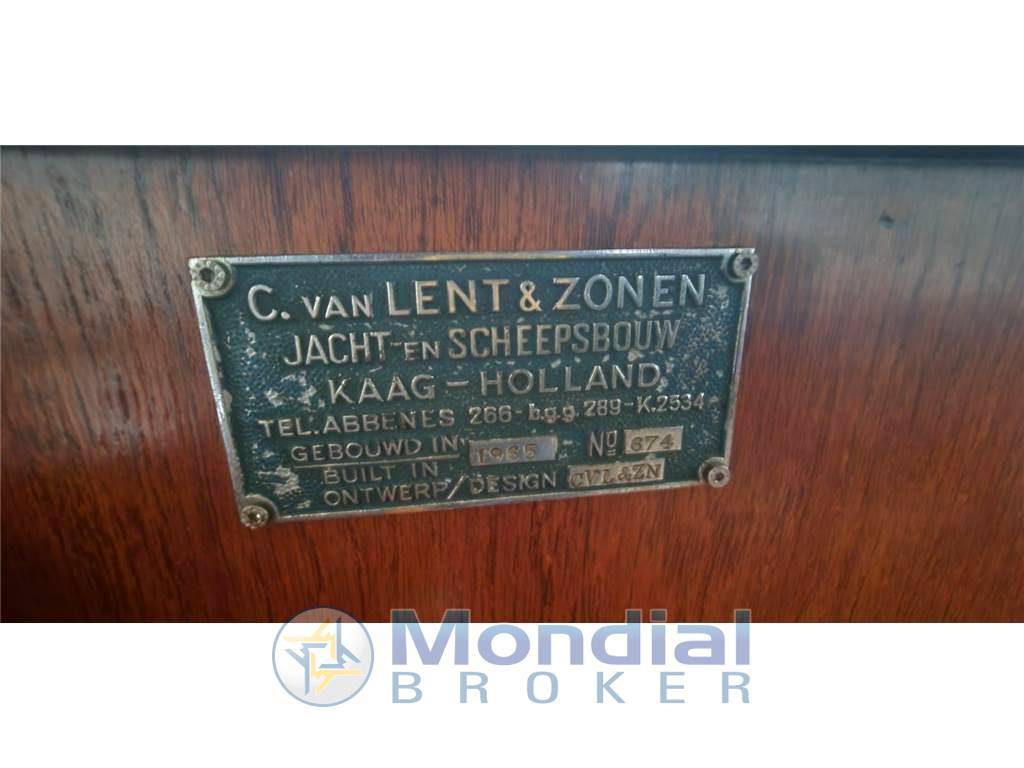 C. VAN LENT & ZONEN
JACHT-EN SCHEEPSBOUW
KAAG - HOLLAND
TEL. ABBENES 266-b.g.g. 289-K.2534
GEBOUWD IN 1965 - Nº 674
BUILT IN
ONTWERP/DESIGN CVL&ZN
Mondial
BROKER